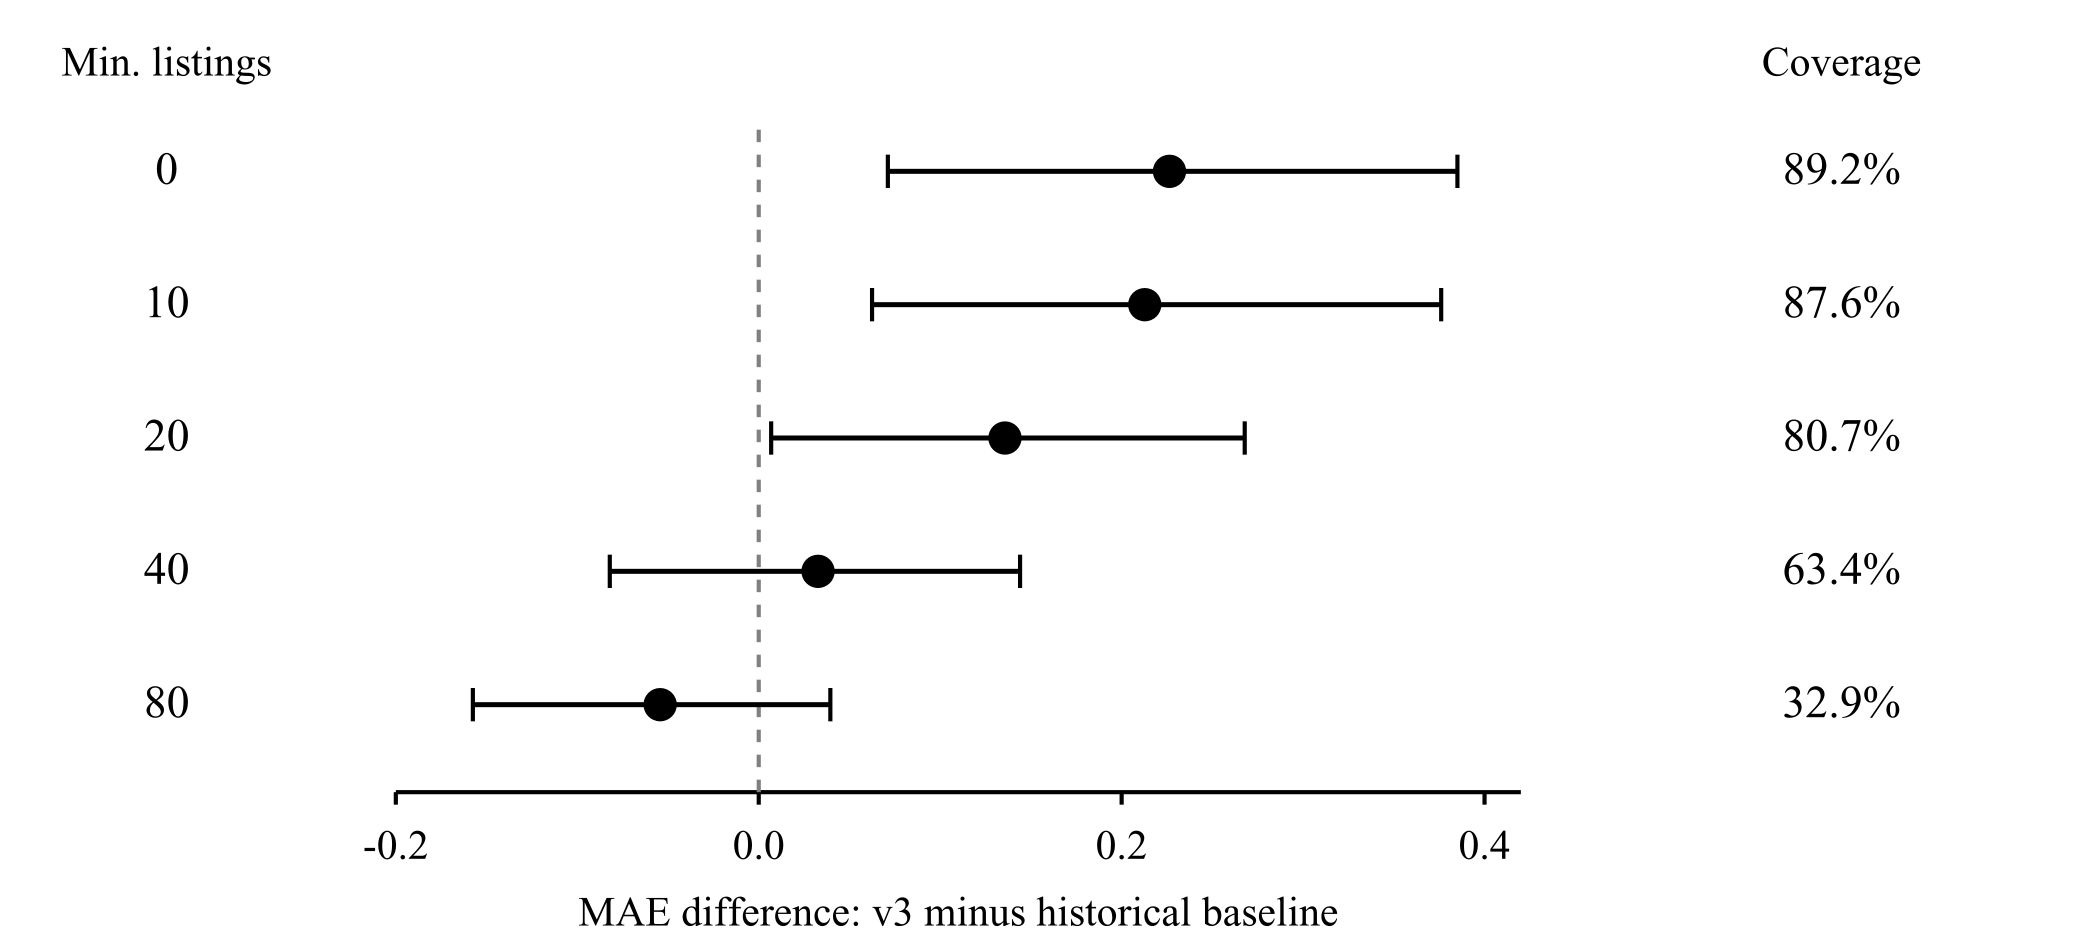 Min. listings Coverage
0 89.2%
10 87.6%
20 80.7%
40 63.4%
80 32.9%
-0.2 0.0 0.2 0.4
MAE difference: v3 minus historical baseline